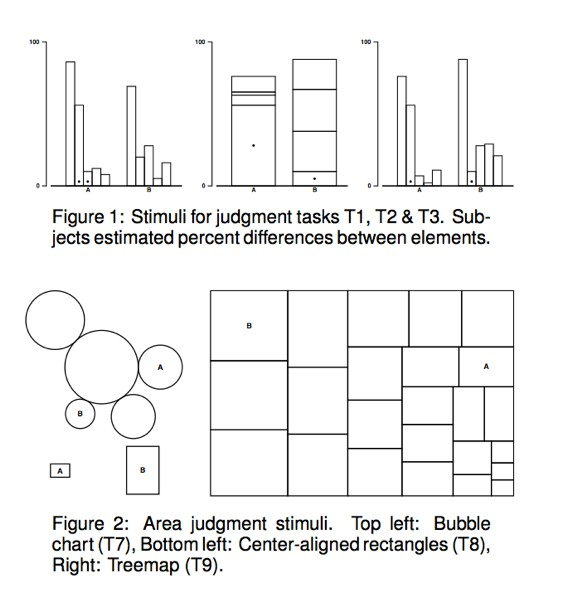 100
0
A
B
100
0
A
B
100
0
A
B
Figure 1: Stimuli for judgment tasks T1, T2 & T3. Sub-
jects estimated percent differences between elements.
A
B
A
B
B
A
Figure 2: Area judgment stimuli. Top left: Bubble
chart (T7), Bottom left: Center-aligned rectangles (T8),
Right: Treemap (T9).